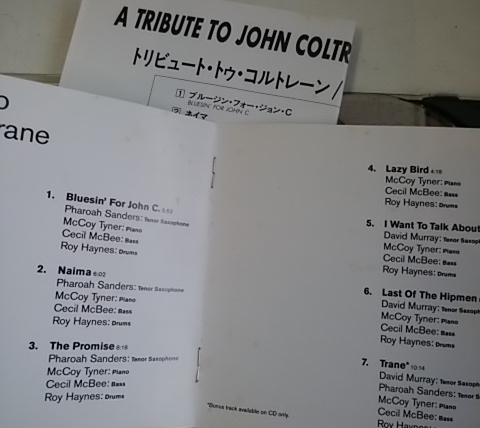 A TRIBUTE TO JOHN COLTR
トリビュート・トゥ・コルトレーン/
1 ブルージン・フォー・ジョン・C
BLUESIN' FOR JOHN C.
2 ネイマ
o
rane
1. Bluesin' For John C. 5:53
Pharoah Sanders: Tenor Saxophone
McCoy Tyner: Piano
Cecil McBee: Bass
Roy Haynes: Drums
2. Naima 6:02
Pharoah Sanders: Tenor Saxophone
McCoy Tyner: Piano
Cecil McBee: Bass
Roy Haynes: Drums
3. The Promise 8:18
Pharoah Sanders: Tenor Saxophone
McCoy Tyner: Piano
Cecil McBee: Bass
Roy Haynes: Drums
4. Lazy Bird 4:18
McCoy Tyner: Piano
Cecil McBee: Bass
Roy Haynes: Drums
5. I Want To Talk About
David Murray: Tenor Saxop
McCoy Tyner: Piano
Cecil McBee: Bass
Roy Haynes: Drums
6. Last Of The Hipmen
David Murray: Tenor Saxoph
McCoy Tyner: Piano
Cecil McBee: Bass
Roy Haynes: Drums
7. Trane* 10:14
David Murray: Tenor S
Pharoah Sanders: Ten
McCoy Tyner: Piano
Cecil McBee: Bass
Roy Haynes: Drum
*Bonus track available on CD only.